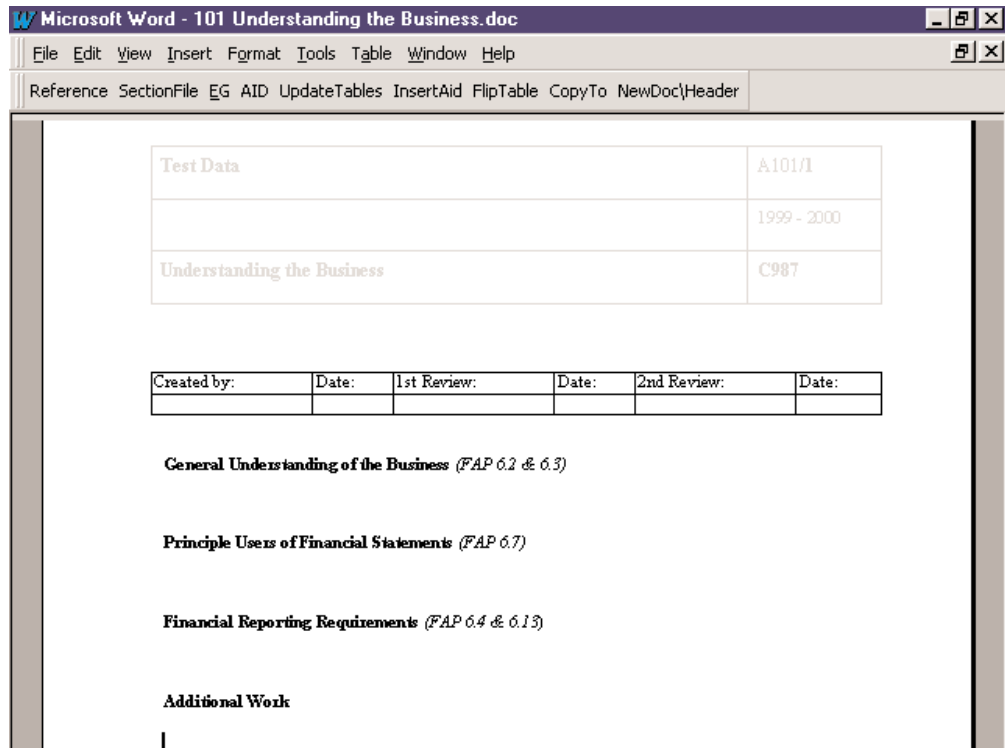 Microsoft Word - 101 Understanding the Business.doc
File Edit View Insert Format Tools Table Window Help
Reference SectionFile EG AID UpdateTables InsertAid FlipTable CopyTo NewDoc\Header
Test Data A101/1
1999 - 2000
Understanding the Business C987
Created by: Date: 1st Review: Date: 2nd Review: Date:
General Understanding of the Business (FAP 6.2 & 6.3)
Principle Users of Financial Statements (FAP 6.7)
Financial Reporting Requirements (FAP 6.4 & 6.13)
Additional Work